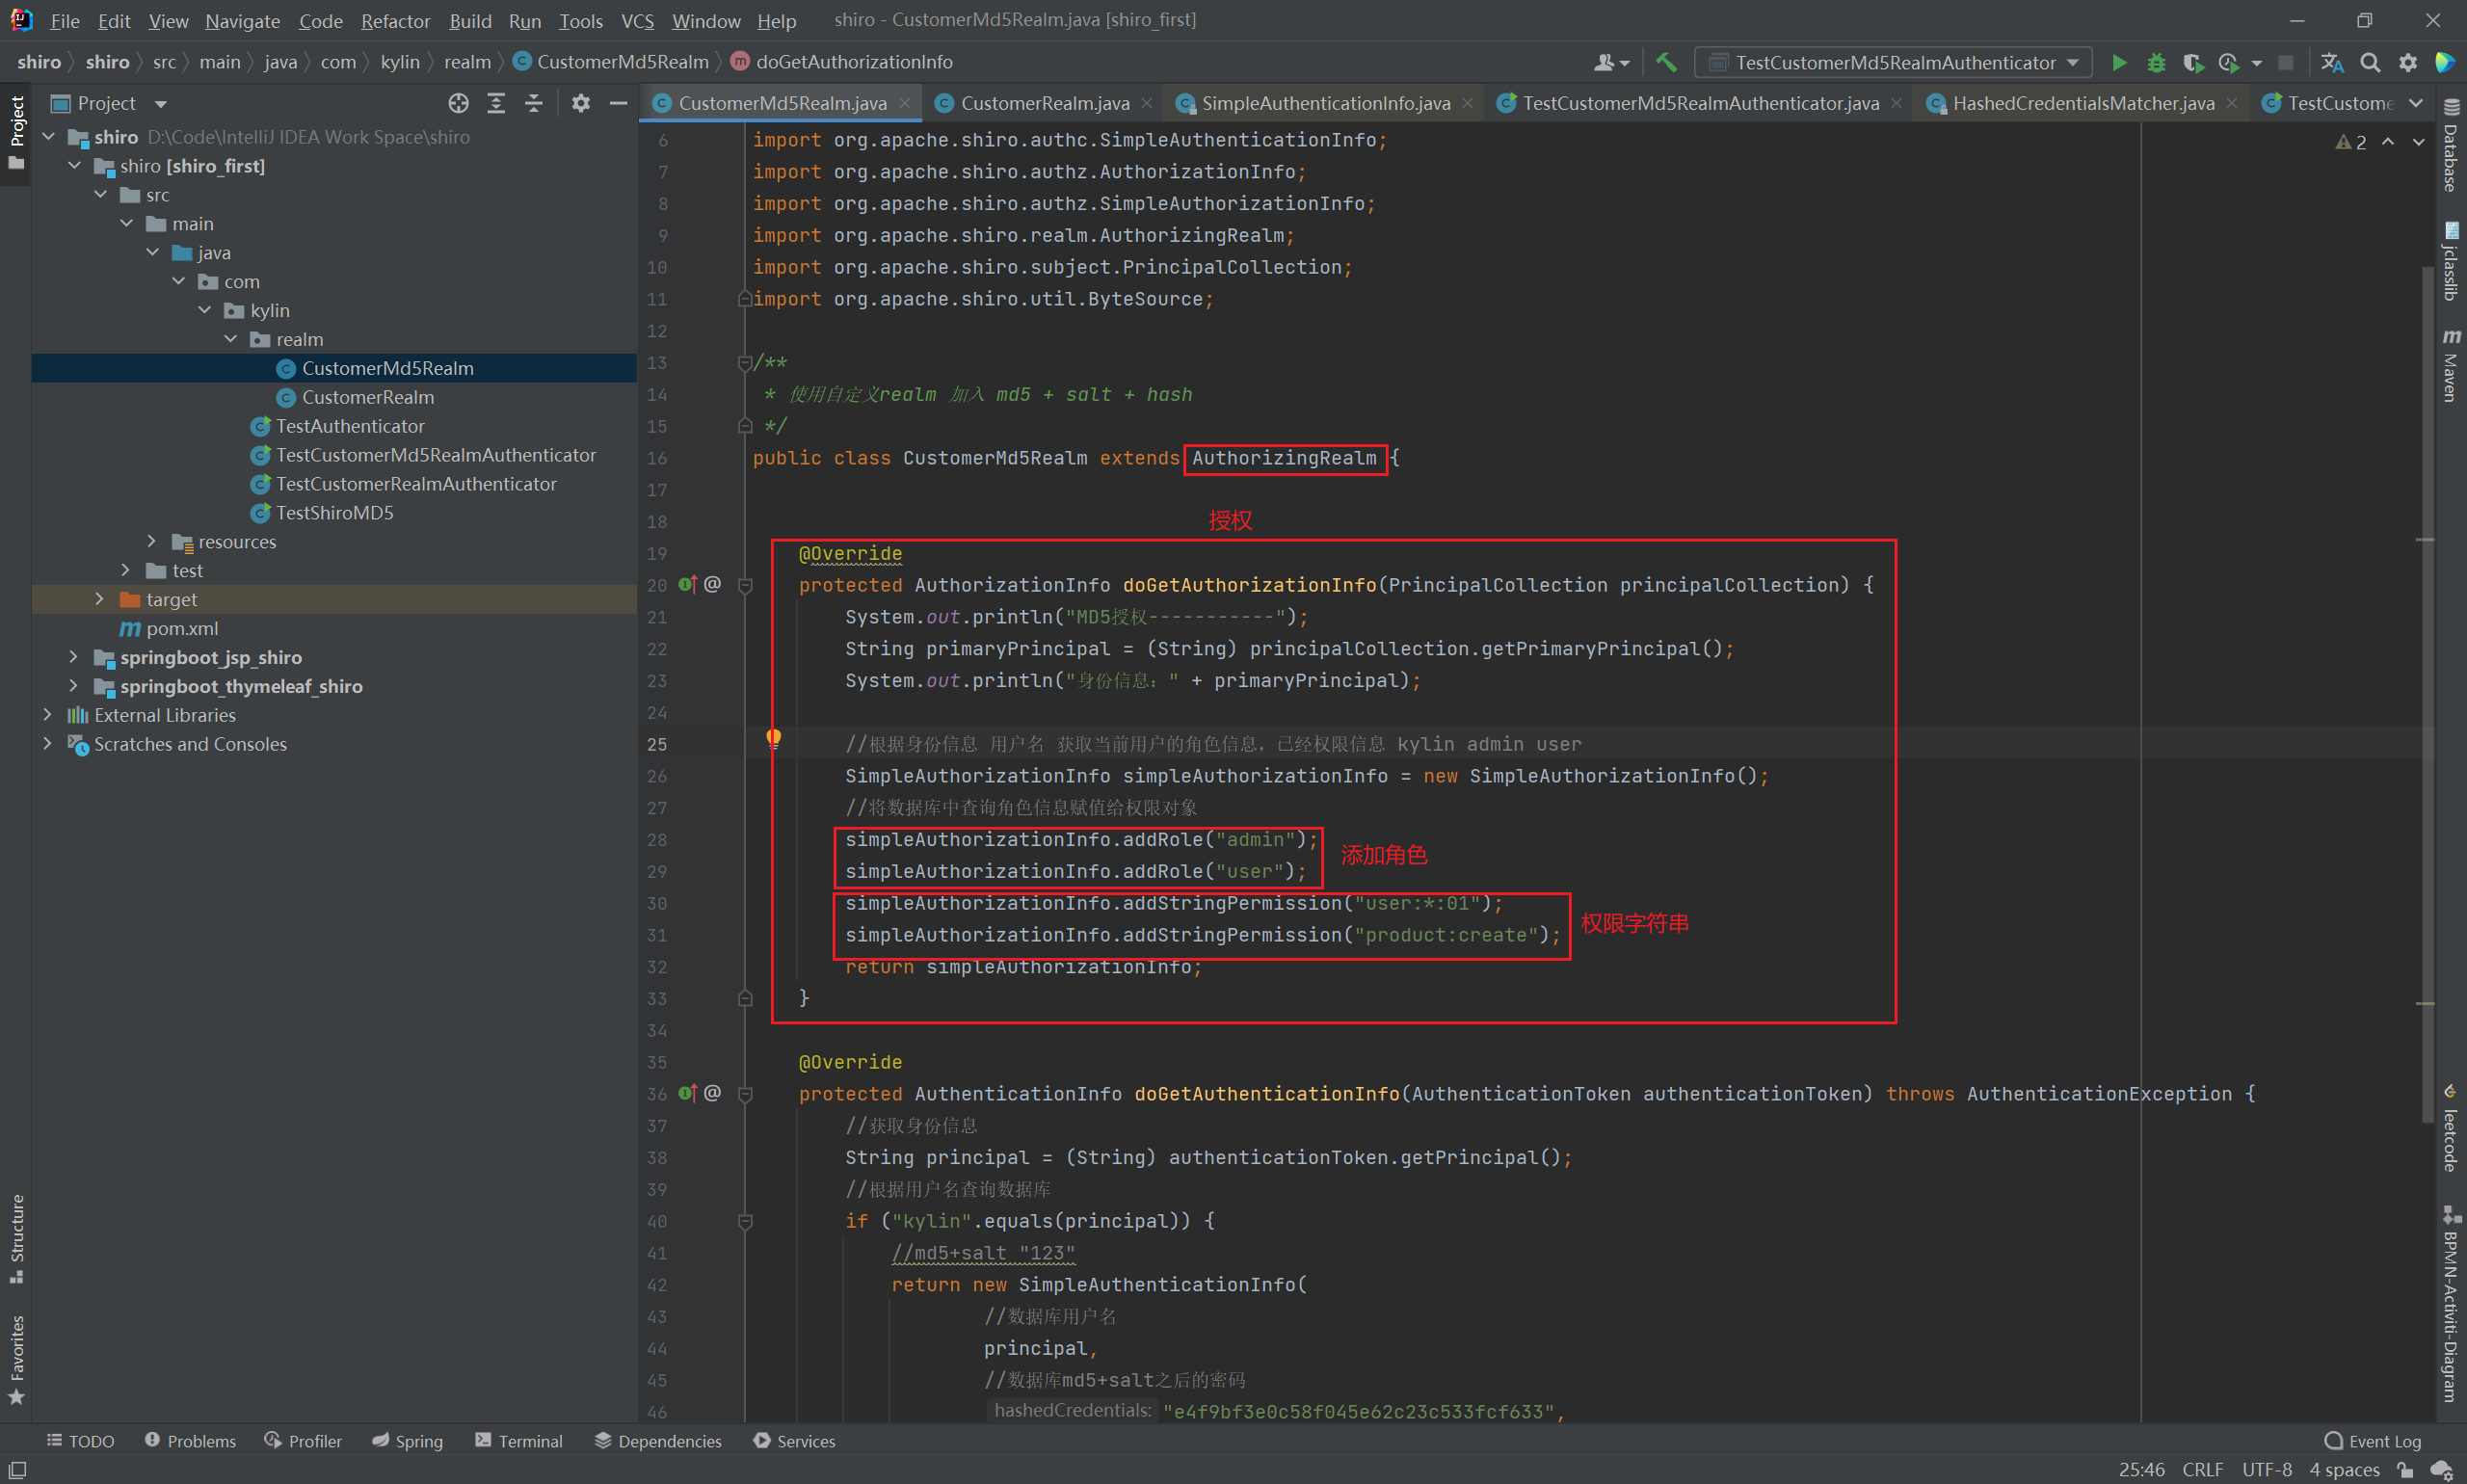 File Edit View Navigate Code Refactor Build Run Tools VCS Window Help shiro - CustomerMd5Realm.java [shiro_first]
shiro shiro src main java com kylin realm CustomerMd5Realm doGetAuthorizationInfo TestCustomerMd5RealmAuthenticator
Project
CustomerMd5Realm.java CustomerRealm.java SimpleAuthenticationInfo.java TestCustomerMd5RealmAuthenticator.java HashedCredentialsMatcher.java TestCustome
Project
Structure
Favorites
shiro D:\Code\IntelliJ IDEA Work Space\shiro
shiro [shiro_first]
src
main
java
com
kylin
realm
CustomerMd5Realm
CustomerRealm
TestAuthenticator
TestCustomerMd5RealmAuthenticator
TestCustomerRealmAuthenticator
TestShiroMD5
resources
test
target
pom.xml
springboot_jsp_shiro
springboot_thymeleaf_shiro
External Libraries
Scratches and Consoles
2
6 import org.apache.shiro.authc.SimpleAuthenticationInfo;
7 import org.apache.shiro.authz.AuthorizationInfo;
8 import org.apache.shiro.authz.SimpleAuthorizationInfo;
9 import org.apache.shiro.realm.AuthorizingRealm;
10 import org.apache.shiro.subject.PrincipalCollection;
11 import org.apache.shiro.util.ByteSource;
12
13 /**
14 * 使用自定义realm 加入 md5 + salt + hash
15 */
16 public class CustomerMd5Realm extends AuthorizingRealm {
17
18
授权
19 @Override
20 protected AuthorizationInfo doGetAuthorizationInfo(PrincipalCollection principalCollection) {
21 System.out.println("MD5授权-----------");
22 String primaryPrincipal = (String) principalCollection.getPrimaryPrincipal();
23 System.out.println("身份信息：" + primaryPrincipal);
24
25 //根据身份信息 用户名 获取当前用户的角色信息，已经权限信息 kylin admin user
26 SimpleAuthorizationInfo simpleAuthorizationInfo = new SimpleAuthorizationInfo();
27 //将数据库中查询角色信息赋值给权限对象
28 simpleAuthorizationInfo.addRole("admin");
添加角色
29 simpleAuthorizationInfo.addRole("user");
30 simpleAuthorizationInfo.addStringPermission("user:*:01");
权限字符串
31 simpleAuthorizationInfo.addStringPermission("product:create");
32 return simpleAuthorizationInfo;
33 }
34
35 @Override
36 protected AuthenticationInfo doGetAuthenticationInfo(AuthenticationToken authenticationToken) throws AuthenticationException {
37 //获取身份信息
38 String principal = (String) authenticationToken.getPrincipal();
39 //根据用户名查询数据库
40 if ("kylin".equals(principal)) {
41 //md5+salt "123"
42 return new SimpleAuthenticationInfo(
43 //数据库用户名
44 principal,
45 //数据库md5+salt之后的密码
46 hashedCredentials: "e4f9bf3e0c58f045e62c23c533fcf633",
Database
jclasslib
Maven
leetcode
BPMN-Activiti-Diagram
TODO Problems Profiler Spring Terminal Dependencies Services Event Log
25:46 CRLF UTF-8 4 spaces